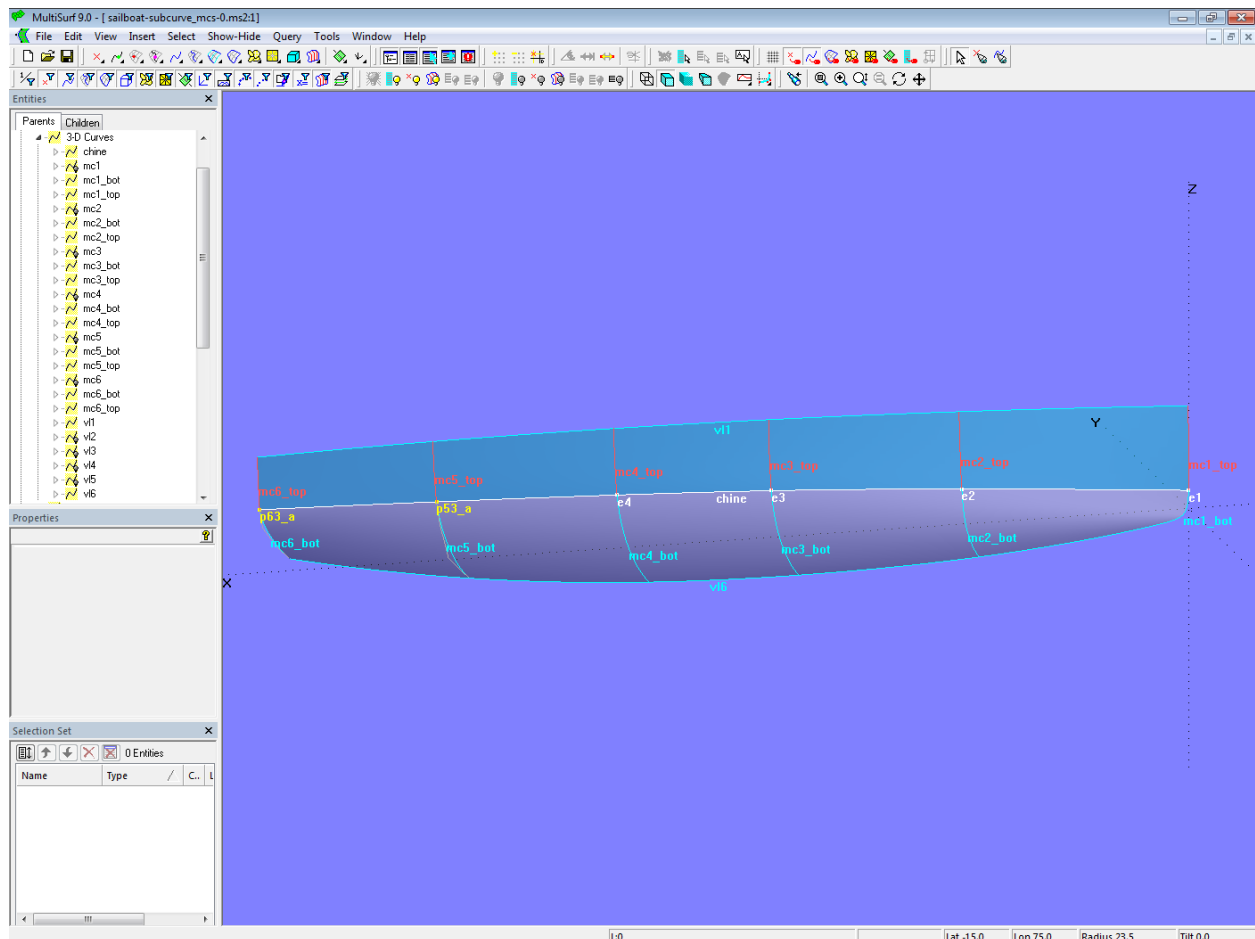 MultiSurf 9.0 - [ sailboat-subcurve_mcs-0.ms2:1]
File Edit View Insert Select Show-Hide Query Tools Window Help
Entities
Parents Children
3-D Curves
chine
mc1
mc1_bot
mc1_top
mc2
mc2_bot
mc2_top
mc3
mc3_bot
mc3_top
mc4
mc4_bot
mc4_top
mc5
mc5_bot
mc5_top
mc6
mc6_bot
mc6_top
vl1
vl2
vl3
vl4
vl5
vl6
Properties
Selection Set
0 Entities
Name Type / C.. L
Z
Y
vl1
mc6_top mc5_top mc4_top mc3_top mc2_top mc1_top
p63_a p53_a e4 chine e3 e2 e1
mc6_bot mc5_bot mc4_bot mc3_bot mc2_bot mc1_bot
X
vl6
L:0 Lat -15.0 Lon 75.0 Radius 23.5 Tilt 0.0